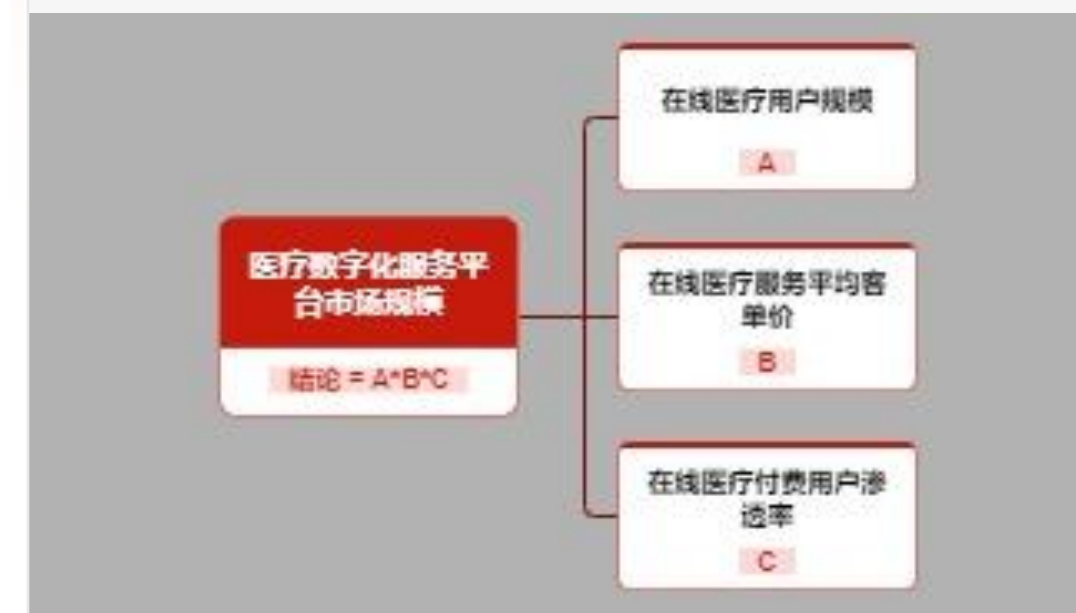 医疗数字化服务平
台市场规模
结论 = A*B*C
在线医疗用户规模
A
在线医疗服务平均客
单价
B
在线医疗付费用户渗
透率
C